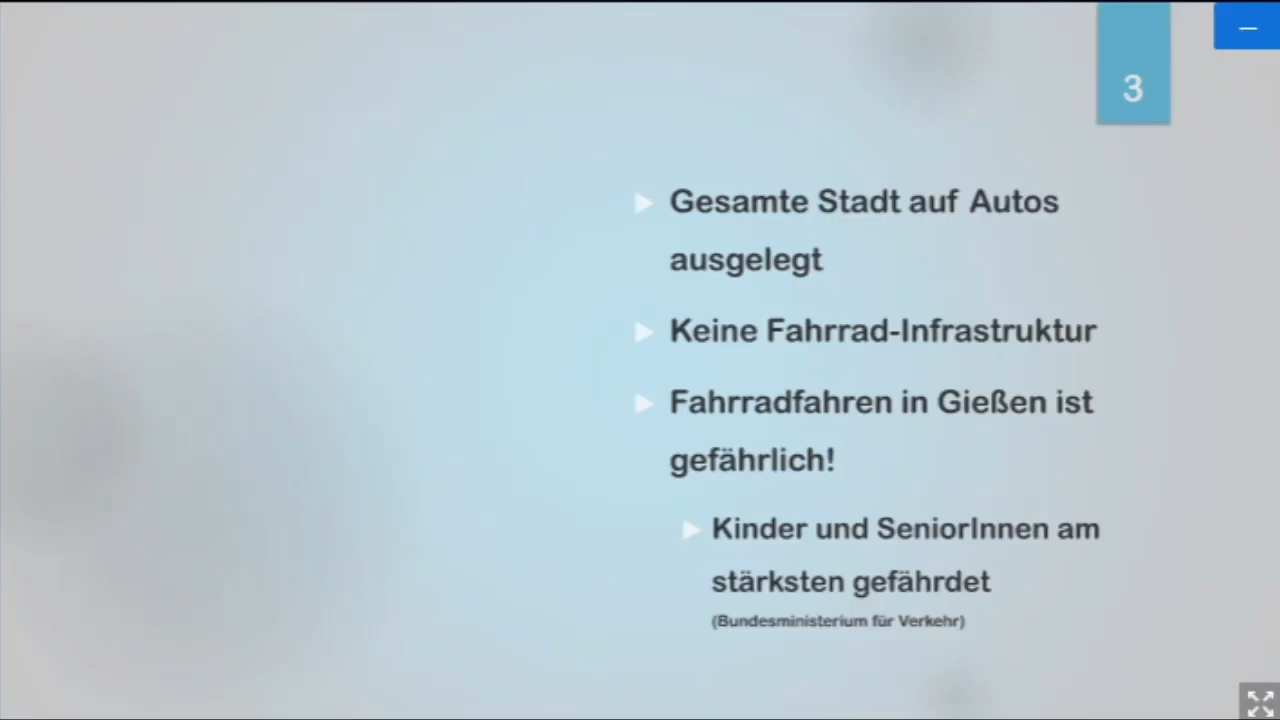 3
Gesamte Stadt auf Autos
ausgelegt
Keine Fahrrad-Infrastruktur
Fahrradfahren in Gießen ist
gefährlich!
Kinder und SeniorInnen am
stärksten gefährdet
(Bundesministerium für Verkehr)